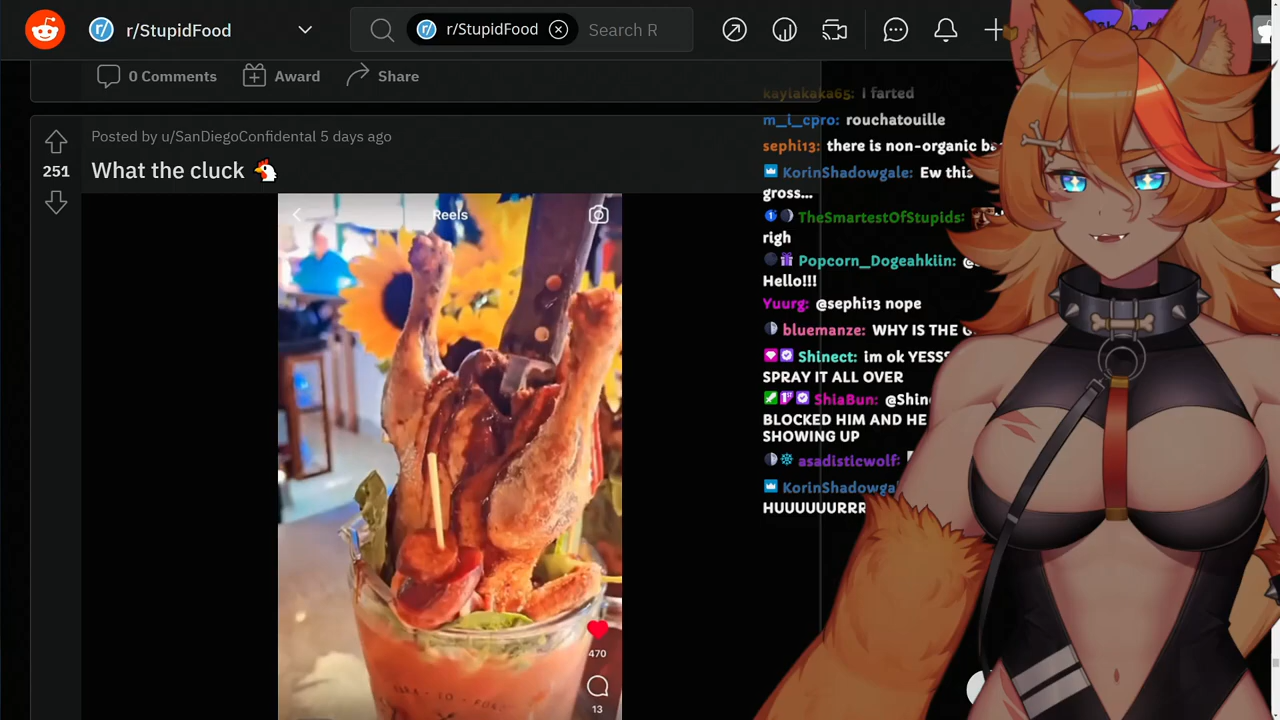 r/StupidFood
r/StupidFood
Search R
0 Comments
Award
Share
Posted by u/SanDiegoConfidental 5 days ago
251
What the cluck
Reels
470
13
kaylakaka65: I farted
m_i_cpro: rouchatouille
sephi13: there is non-organic
KorinShadowgale: Ew this
gross...
TheSmartestOfStupids:
righ
Popcorn_Dogeahkiin:
Hello!!!
Yuurg: @sephi13 nope
bluemanze: WHY IS THE
Shinect: im ok YESSS
SPRAY IT ALL OVER
ShiaBun: @Shine
BLOCKED HIM AND HE
SHOWING UP
asadisticwolf:
KorinShadowgal
HUUUUUURRR